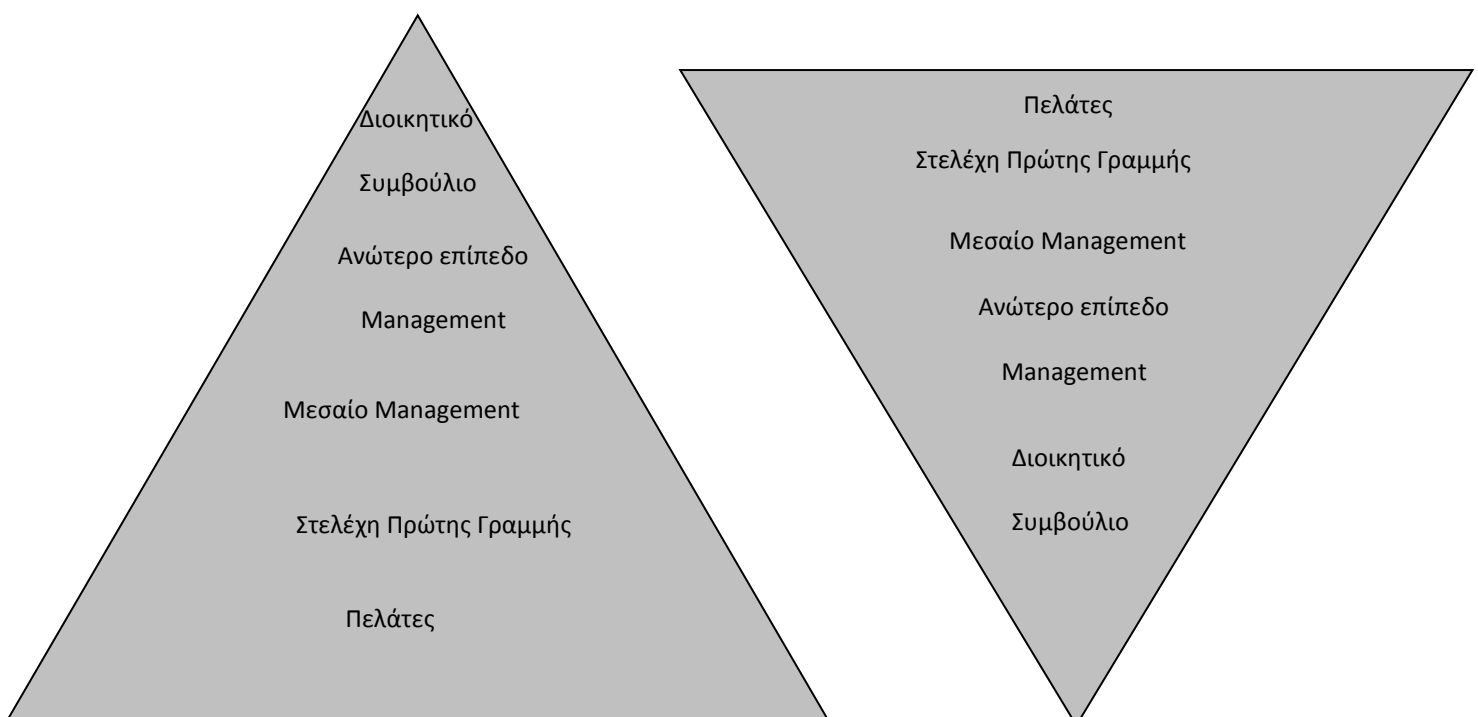 Διοικητικό
Συμβούλιο
Ανώτερο επίπεδο
Management
Μεσαίο Management
Στελέχη Πρώτης Γραμμής
Πελάτες
Πελάτες
Στελέχη Πρώτης Γραμμής
Μεσαίο Management
Ανώτερο επίπεδο
Management
Διοικητικό
Συμβούλιο